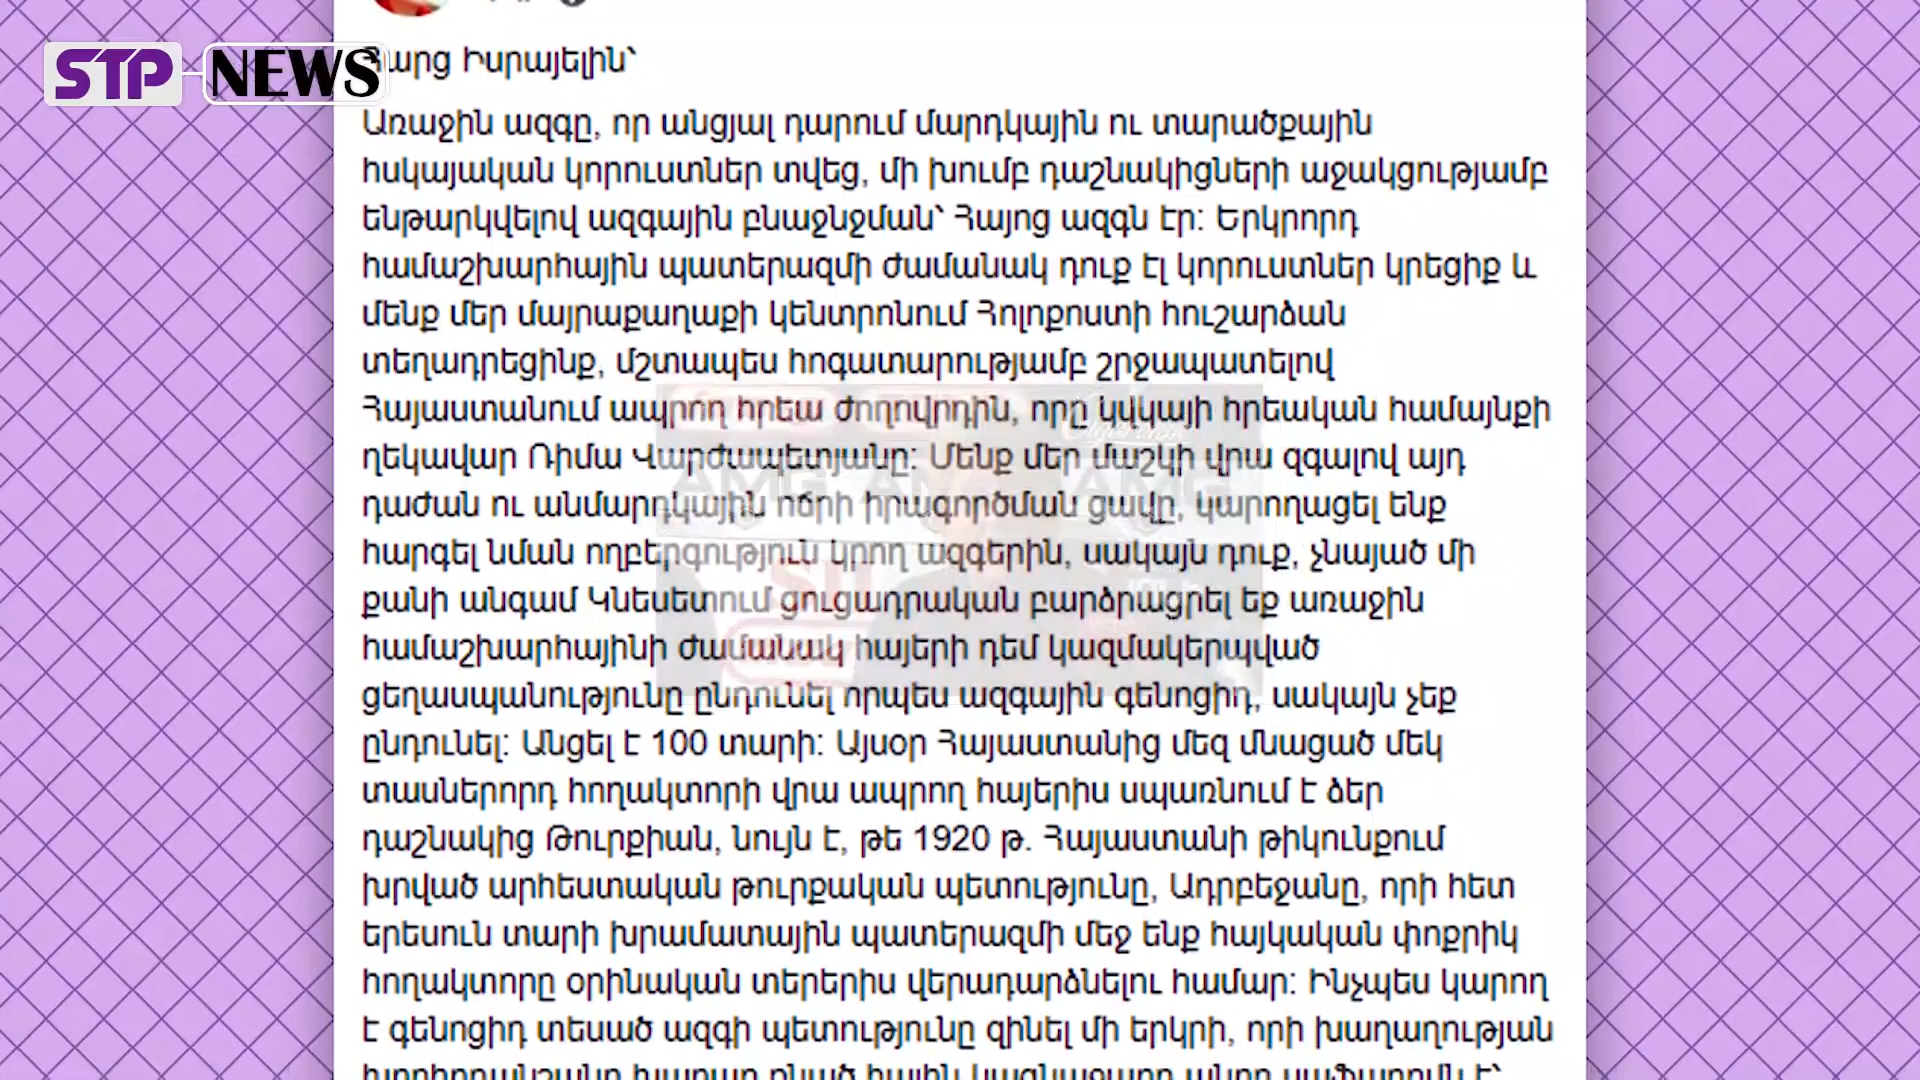 STP NEWS
Հարց Իսրայելին՝
Առաջին ազգը, որ անցյալ դարում մարդկային ու տարածքային
հսկայական կորուստներ տվեց, մի խումբ դաշնակիցների աջակցությամբ
ենթարկվելով ազգային բնաջնջման՝ Հայոց ազգն էր: Երկրորդ
համաշխարհային պատերազմի ժամանակ դուք էլ կորուստներ կրեցիք և
մենք մեր մայրաքաղաքի կենտրոնում Հոլոքոստի հուշարձան
տեղադրեցինք, մշտապես հոգատարությամբ շրջապատելով
Հայաստանում ապրող հրեա ժողովրդին, որը կվկայի հրեական համայնքի
ղեկավար Ռիմա Վարժապետյանը: Մենք մեր մաշկի վրա զգալով այդ
դաժան ու անմարդկային ոճրի իրագործման ցավը, կարողացել ենք
հարգել նման ողբերգություն կրող ազգերին, սակայն դուք, չնայած մի
քանի անգամ Կնեսետում ցուցադրական բարձրացրել եք առաջին
համաշխարհայինի ժամանակ հայերի դեմ կազմակերպված
ցեղասպանությունը ընդունել որպես ազգային գենոցիդ, սակայն չեք
ընդունել: Անցել է 100 տարի: Այսօր Հայաստանից մեզ մնացած մեկ
տասներորդ հողակտորի վրա ապրող հայերիս սպառնում է ձեր
դաշնակից Թուրքիան, նույն է, թե 1920 թ. Հայաստանի թիկունքում
խրված արհեստական թուրքական պետությունը, Ադրբեջանը, որի հետ
երեսուն տարի խրամատային պատերազմի մեջ ենք հայկական փոքրիկ
հողակտորը օրինական տերերիս վերադարձնելու համար: Ինչպես կարող
է գենոցիդ տեսած ազգի պետությունը զինել մի երկրի, որի խաղաղության